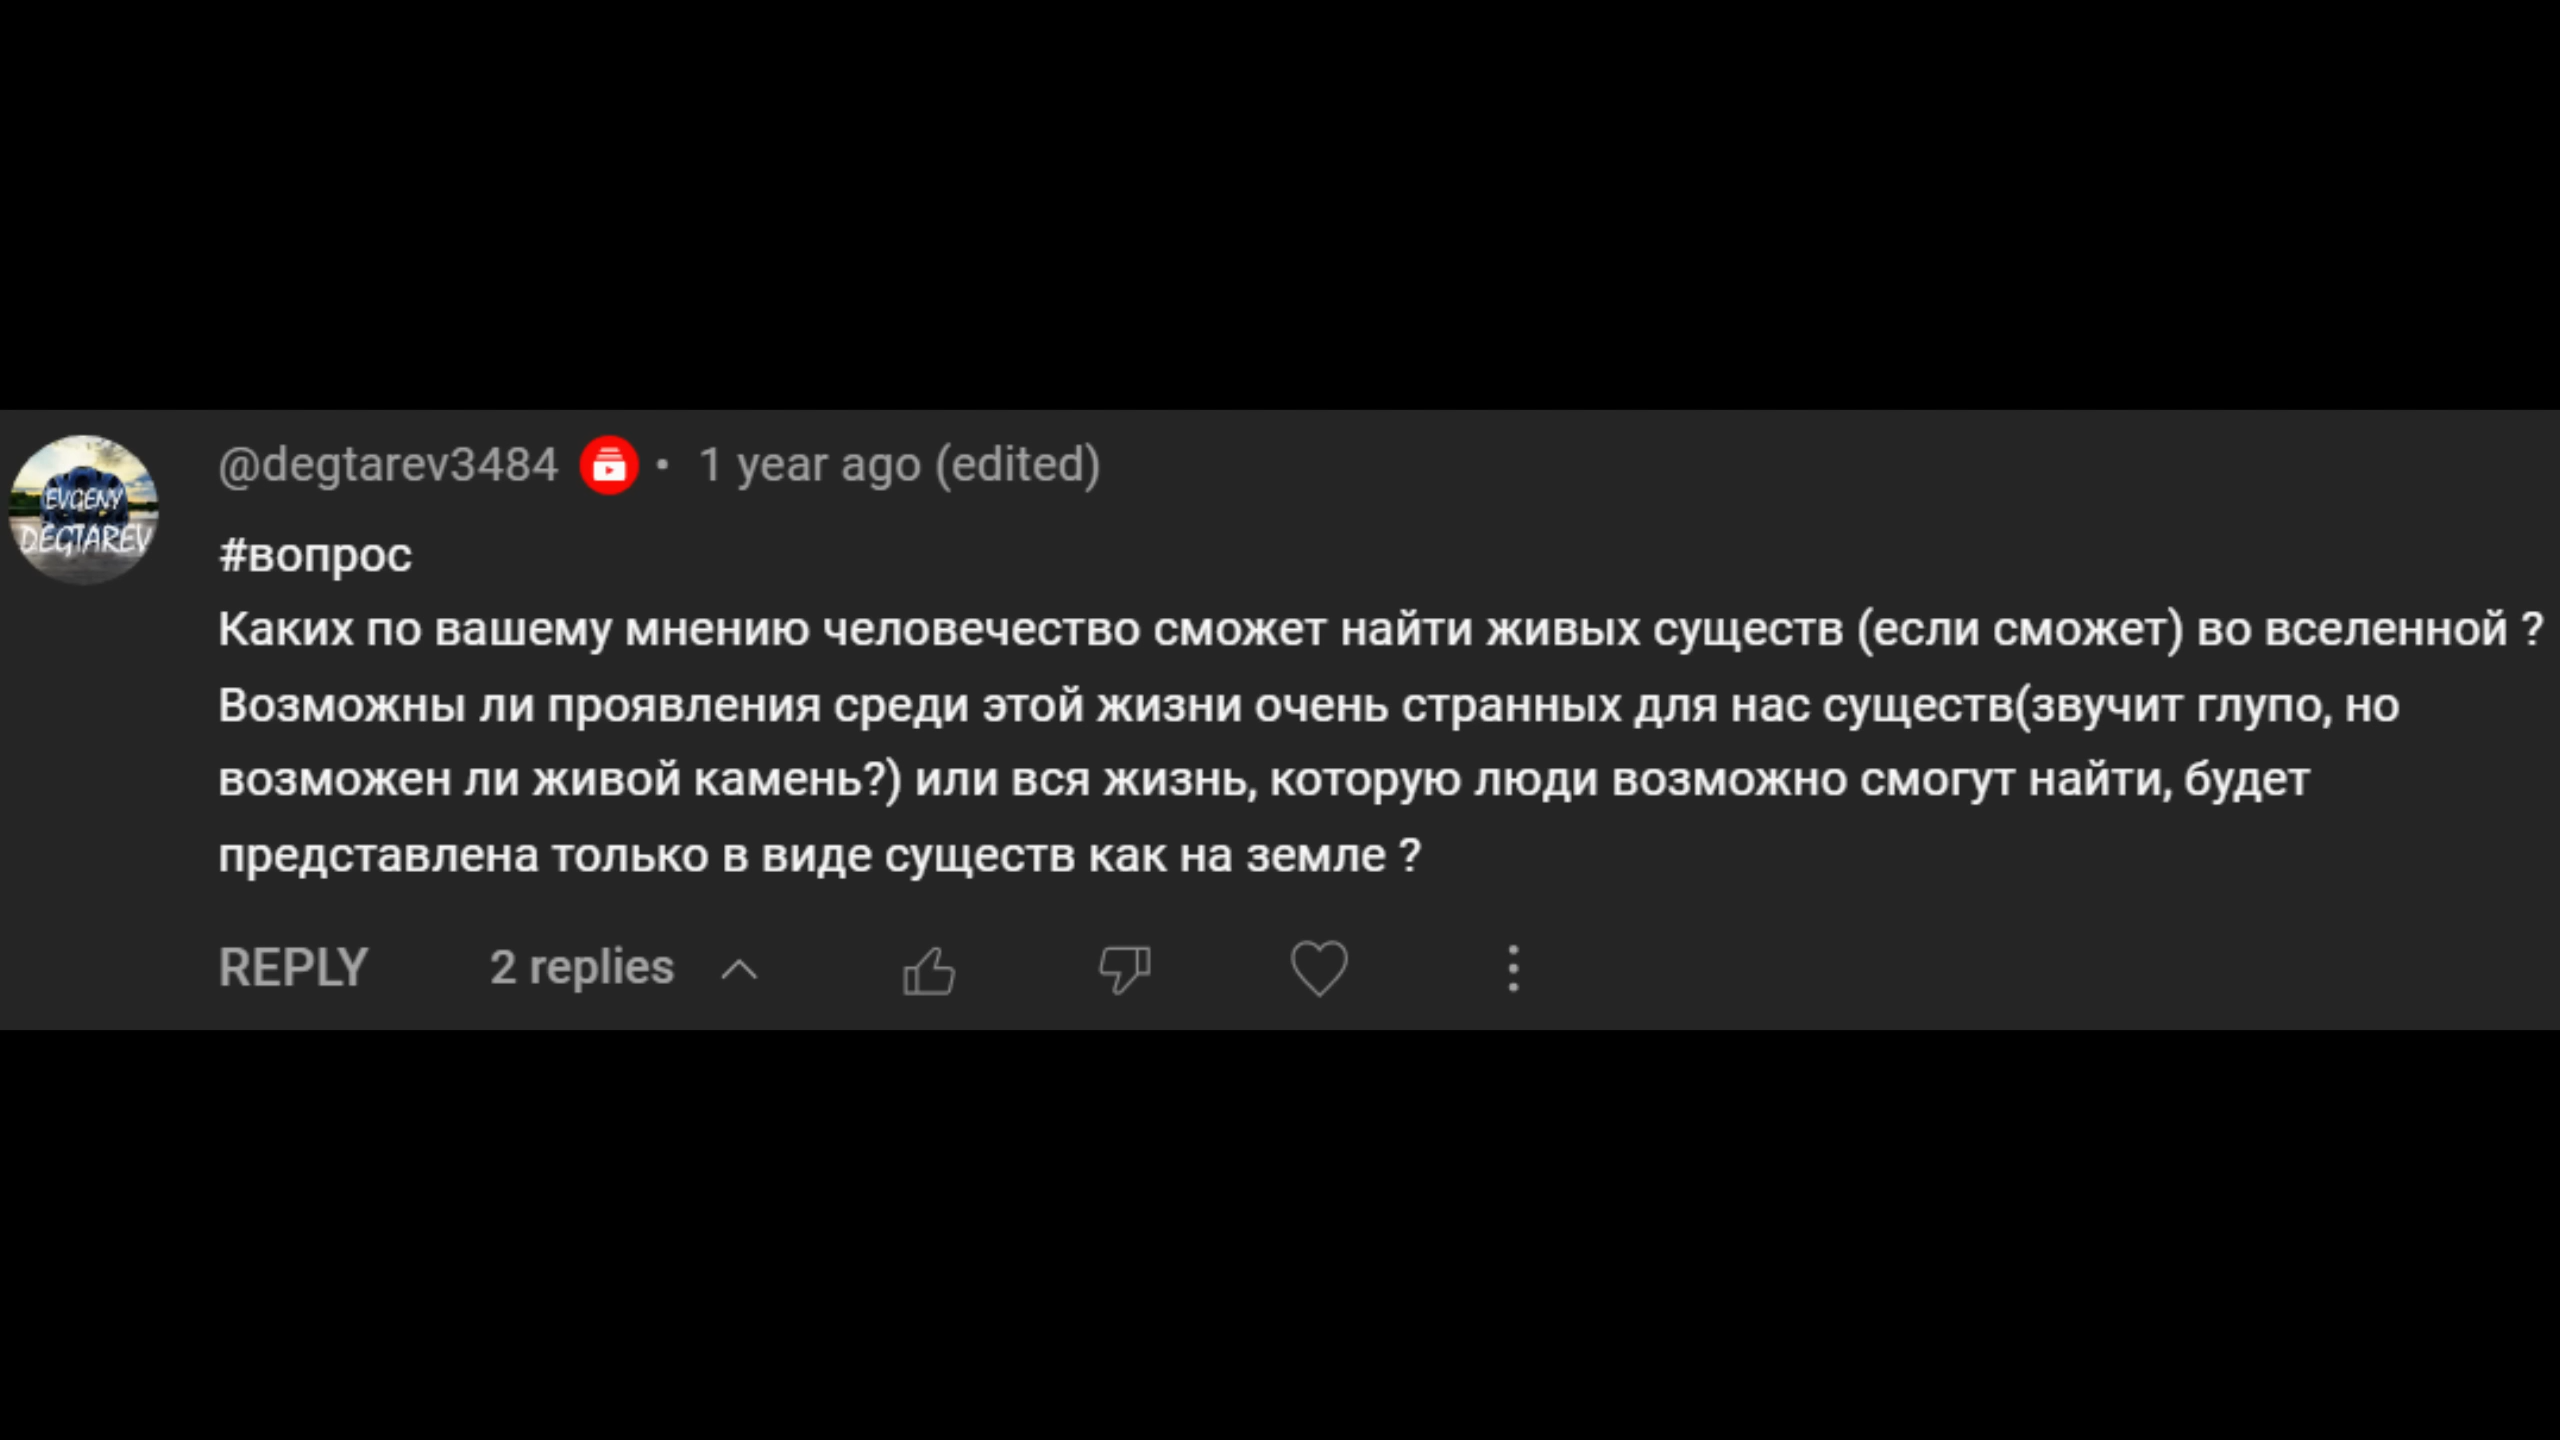 EVGENY
DEGTAREV
@degtarev3484 • 1 year ago (edited)
#вопрос
Каких по вашему мнению человечество сможет найти живых существ (если сможет) во вселенной ?
Возможны ли проявления среди этой жизни очень странных для нас существ(звучит глупо, но
возможен ли живой камень?) или вся жизнь, которую люди возможно смогут найти, будет
представлена только в виде существ как на земле ?
REPLY 2 replies